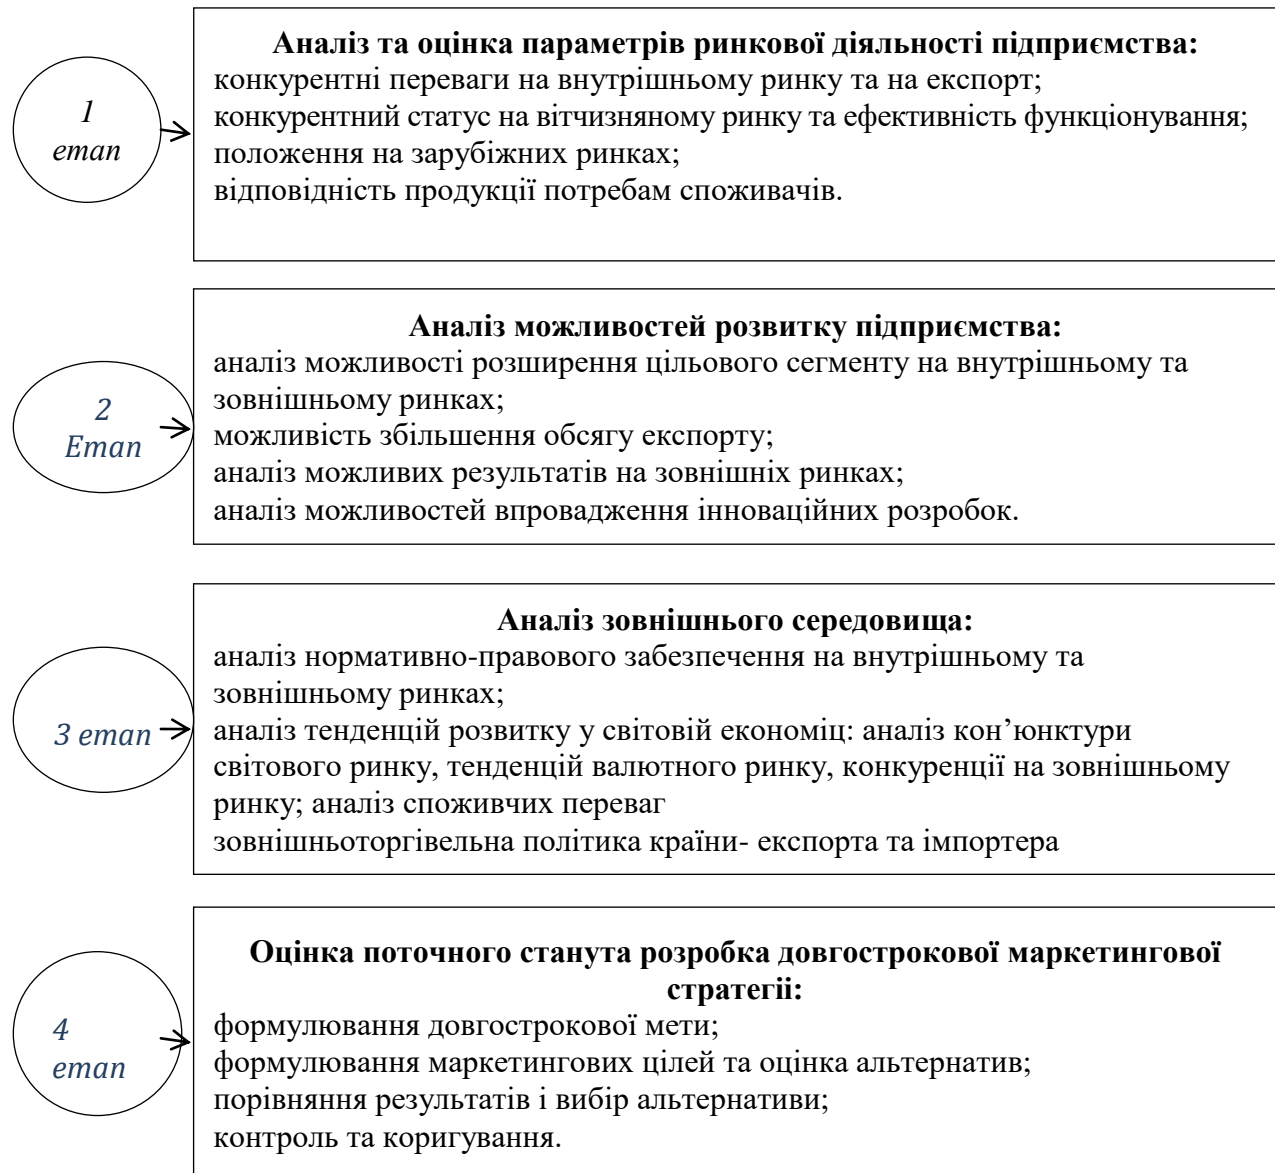 1
етап
Аналіз та оцінка параметрів ринкової діяльності підприємства:
конкурентні переваги на внутрішньому ринку та на експорт;
конкурентний статус на вітчизняному ринку та ефективність функціонування;
положення на зарубіжних ринках;
відповідність продукції потребам споживачів.
2
Етап
Аналіз можливостей розвитку підприємства:
аналіз можливості розширення цільового сегменту на внутрішньому та
зовнішньому ринках;
можливість збільшення обсягу експорту;
аналіз можливих результатів на зовнішніх ринках;
аналіз можливостей впровадження інноваційних розробок.
3 етап
Аналіз зовнішнього середовища:
аналіз нормативно-правового забезпечення на внутрішньому та
зовнішньому ринках;
аналіз тенденцій розвитку у світовій економіц: аналіз кон’юнктури
світового ринку, тенденцій валютного ринку, конкуренції на зовнішньому
ринку; аналіз споживчих переваг
зовнішньоторгівельна політика країни- експорта та імпортера
4
етап
Оцінка поточного станута розробка довгострокової маркетингової
стратегіі:
формулювання довгострокової мети;
формулювання маркетингових цілей та оцінка альтернатив;
порівняння результатів і вибір альтернативи;
контроль та коригування.